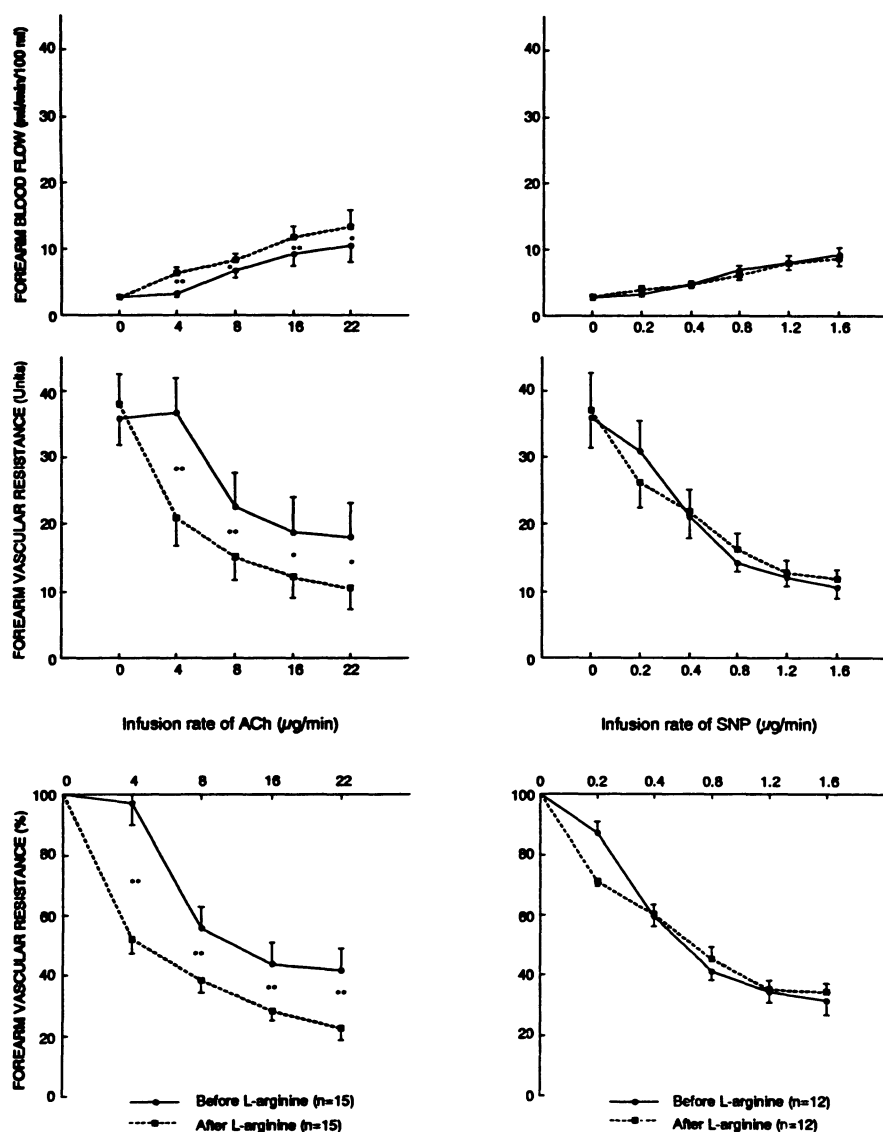 FOREARM BLOOD FLOW (ml/min/100 ml)
40
30
20
10
0
0 4 8 16 22
40
30
20
10
0
0 0.2 0.4 0.8 1.2 1.6
FOREARM VASCULAR RESISTANCE (Units)
40
30
20
10
0
0 4 8 16 22
Infusion rate of ACh (µg/min)
40
30
20
10
0
0 0.2 0.4 0.8 1.2 1.6
Infusion rate of SNP (µg/min)
FOREARM VASCULAR RESISTANCE (%)
0 4 8 16 22
100
80
60
40
20
0
Before L-arginine (n=15)
After L-arginine (n=15)
0 0.2 0.4 0.8 1.2 1.6
100
80
60
40
20
0
Before L-arginine (n=12)
After L-arginine (n=12)